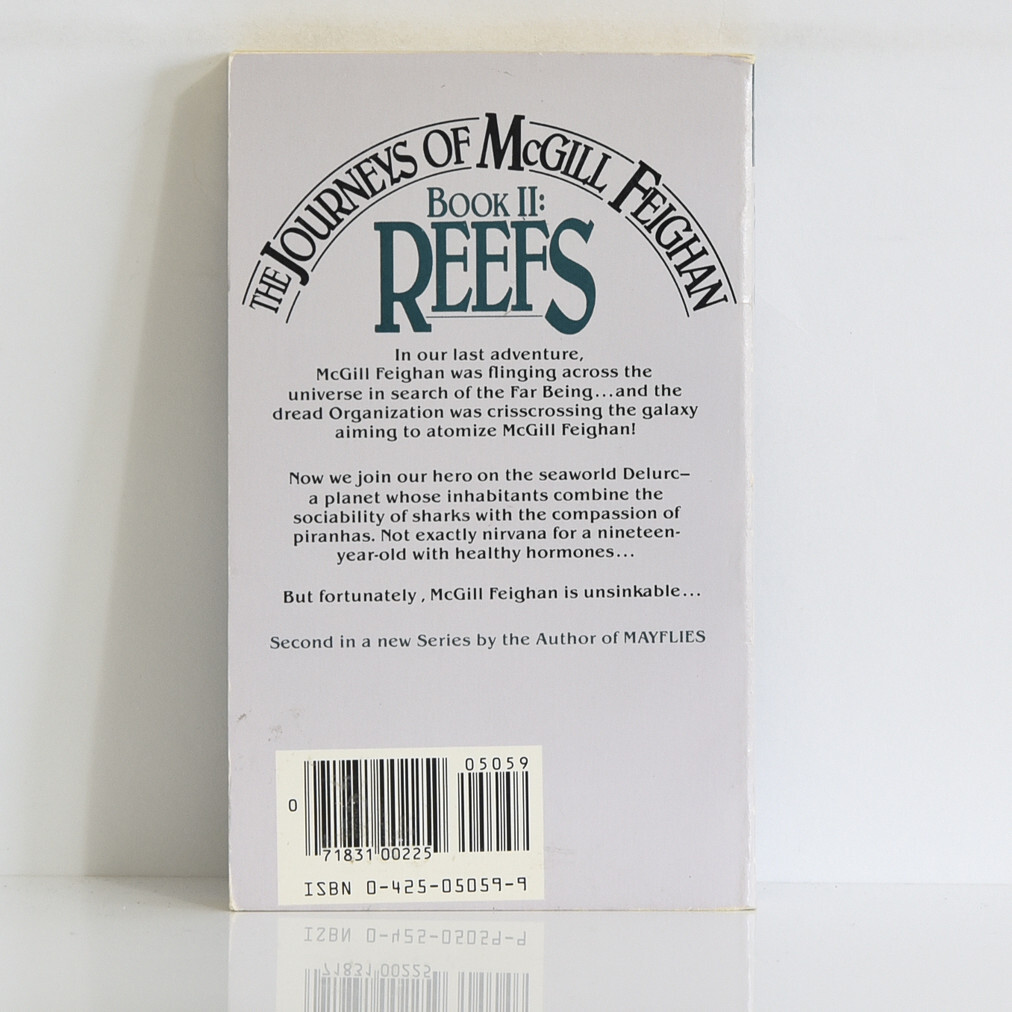 THE JOURNEYS OF MCGILL FEIGHAN
BOOK II:
REEFS
In our last adventure,
McGill Feighan was flinging across the
universe in search of the Far Being...and the
dread Organization was crisscrossing the galaxy
aiming to atomize McGill Feighan!
Now we join our hero on the seaworld Delurc–
a planet whose inhabitants combine the
sociability of sharks with the compassion of
piranhas. Not exactly nirvana for a nineteen-
year-old with healthy hormones...
But fortunately, McGill Feighan is unsinkable...
Second in a new Series by the Author of MAYFLIES
05059
0
71831 00225
ISBN 0-425-05059-9